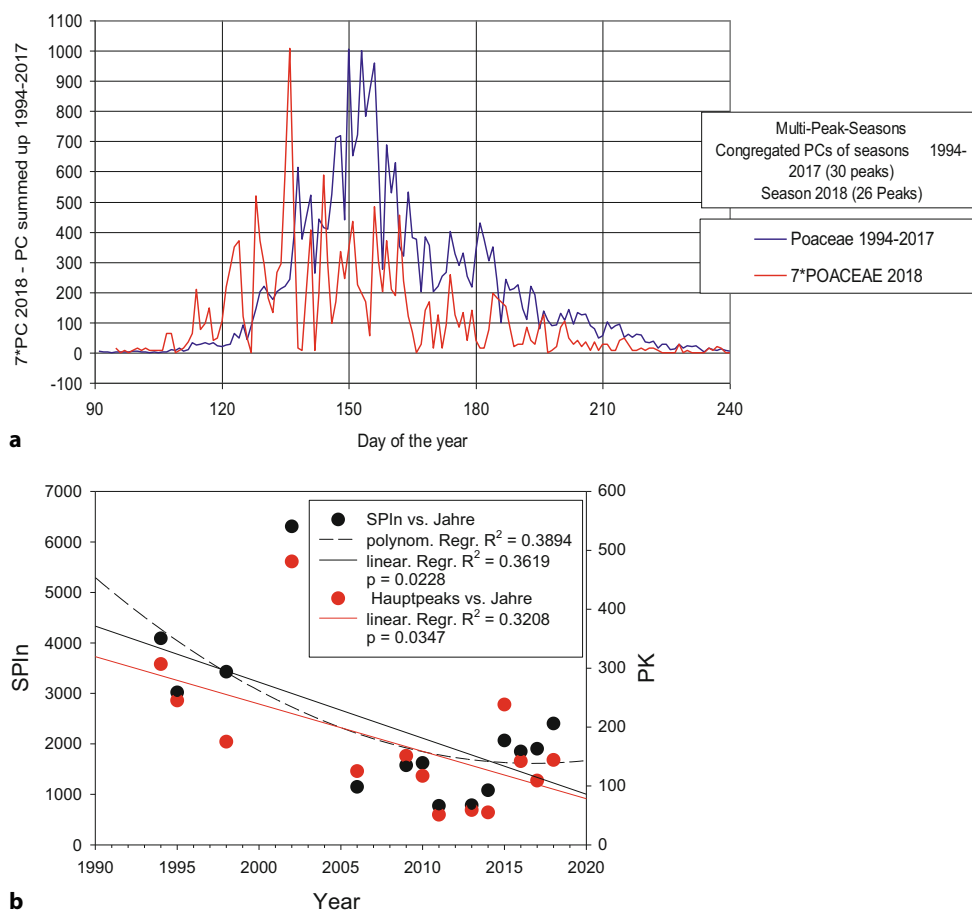 7*PC 2018 - PC summed up 1994-2017
1100
1000
900
800
700
600
500
400
300
200
100
0
-100
90 120 150 180 210 240
Day of the year
Multi-Peak-Seasons
Congregated PCs of seasons 1994-
2017 (30 peaks)
Season 2018 (26 Peaks)
Poaceae 1994-2017
7*POACEAE 2018
a
SPIn
7000
6000
5000
4000
3000
2000
1000
0
SPIn vs. Jahre
polynom. Regr. R² = 0.3894
linear. Regr. R² = 0.3619
p = 0.0228
Hauptpeaks vs. Jahre
linear. Regr. R² = 0.3208
p = 0.0347
600
500
400
300
200
100
0
PK
1990 1995 2000 2005 2010 2015 2020
Year
b